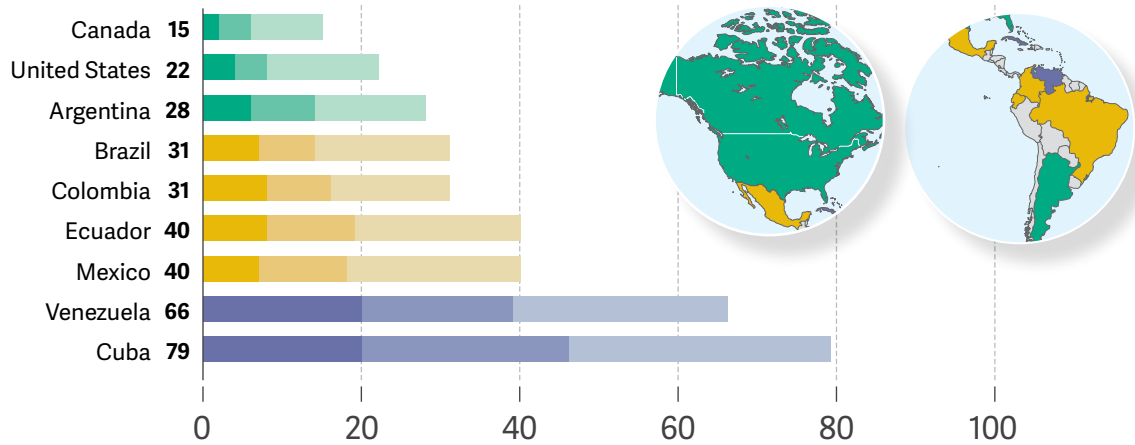 Canada 15
United States 22
Argentina 28
Brazil 31
Colombia 31
Ecuador 40
Mexico 40
Venezuela 66
Cuba 79
0 20 40 60 80 100